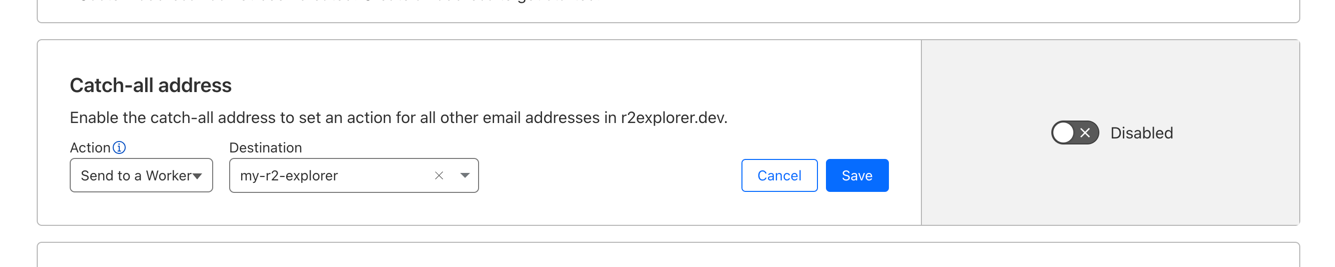 Catch-all address
Enable the catch-all address to set an action for all other email addresses in r2explorer.dev.
Action
Destination
Send to a Worker
my-r2-explorer
Cancel
Save
Disabled